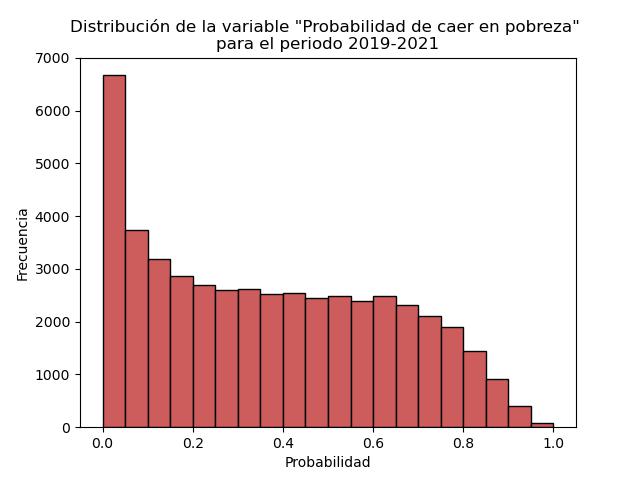 Distribución de la variable "Probabilidad de caer en pobreza"
para el periodo 2019-2021
7000
6000
5000
4000
3000
2000
1000
0
Frecuencia
0.0 0.2 0.4 0.6 0.8 1.0
Probabilidad